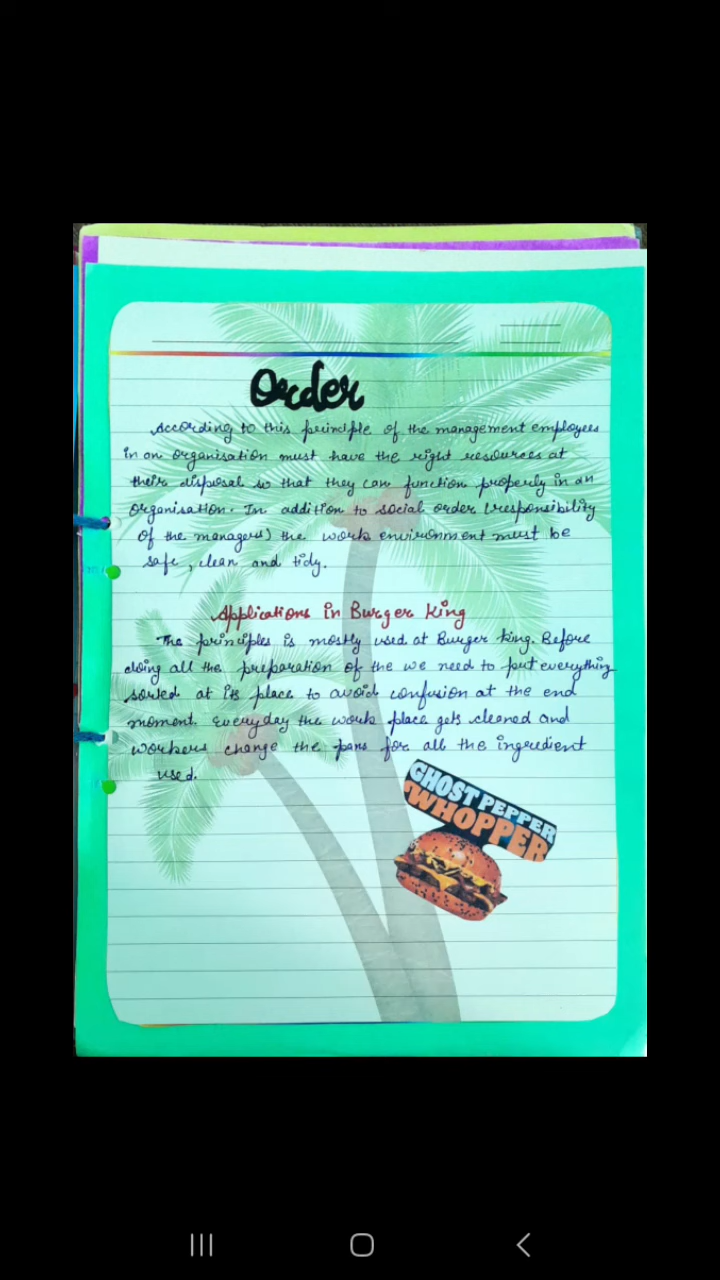 Order
According to this principle of the management employees
in an organisation must have the right resources at
their disposal so that they can function properly in an
organisation. In addition to social order (responsibility
of the managers) the work environment must be
safe, clean and tidy.
Applications in Burger King
The principles is mostly used at Burger king. Before
doing all the preparation of the we need to put everything
sorted at its place to avoid confusion at the end
moment. Everyday the work place gets cleaned and
workers change the pans for all the ingredient
used.
GHOST PEPPER
WHOPPER